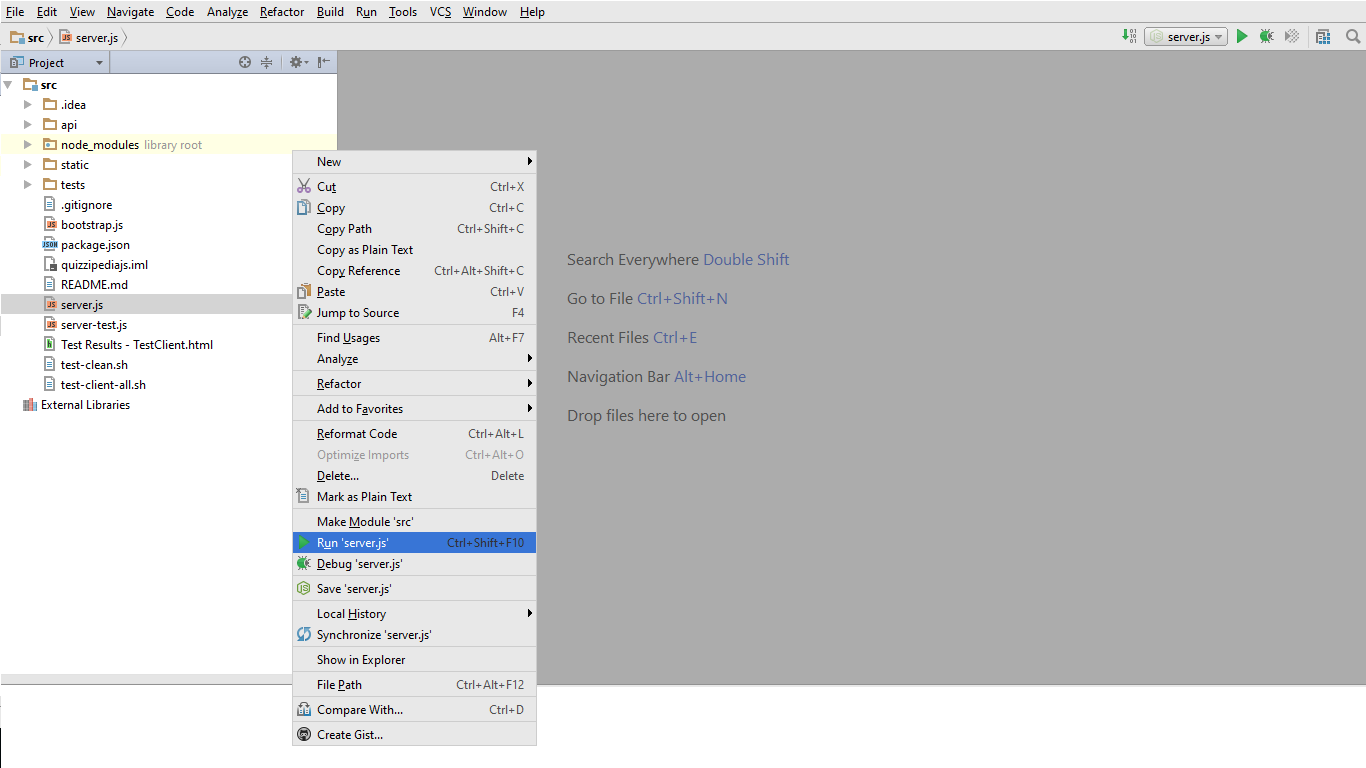 File Edit View Navigate Code Analyze Refactor Build Run Tools VCS Window Help
src server.js
server.js
Project
src
.idea
api
node_modules library root
static
tests
.gitignore
bootstrap.js
package.json
quizzipediajs.iml
README.md
server.js
server-test.js
Test Results - TestClient.html
test-clean.sh
test-client-all.sh
External Libraries
New
Cut Ctrl+X
Copy Ctrl+C
Copy Path Ctrl+Shift+C
Copy as Plain Text
Copy Reference Ctrl+Alt+Shift+C
Paste Ctrl+V
Jump to Source F4
Find Usages Alt+F7
Analyze
Refactor
Add to Favorites
Reformat Code Ctrl+Alt+L
Optimize Imports Ctrl+Alt+O
Delete... Delete
Mark as Plain Text
Make Module 'src'
Run 'server.js' Ctrl+Shift+F10
Debug 'server.js'
Save 'server.js'
Local History
Synchronize 'server.js'
Show in Explorer
File Path Ctrl+Alt+F12
Compare With... Ctrl+D
Create Gist...
Search Everywhere Double Shift
Go to File Ctrl+Shift+N
Recent Files Ctrl+E
Navigation Bar Alt+Home
Drop files here to open